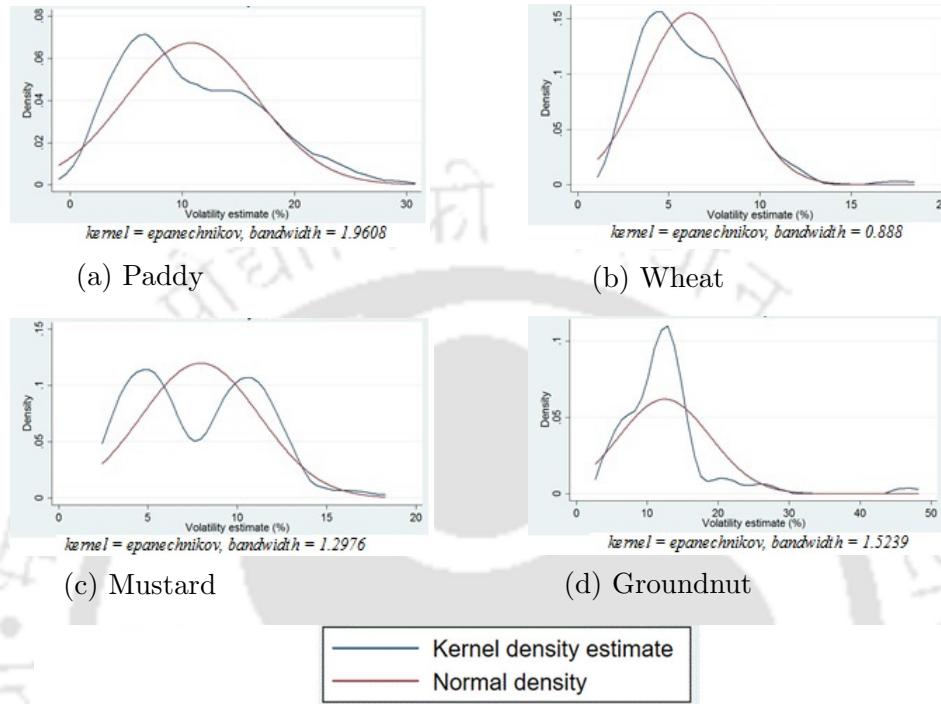 .08
.06
.04
.02
0
Density
0 10 20 30
Volatility estimate (%)
kernel = epanechnikov, bandwidth = 1.9608
(a) Paddy
.15
.1
.05
0
Density
0 5 10 15
Volatility estimate (%)
kernel = epanechnikov, bandwidth = 0.888
(b) Wheat
.15
.1
.05
0
Density
0 5 10 15 20
Volatility estimate (%)
kernel = epanechnikov, bandwidth = 1.2976
(c) Mustard
.1
.05
0
Density
0 10 20 30 40 50
Volatility estimate (%)
kernel = epanechnikov, bandwidth = 1.5239
(d) Groundnut
Kernel density estimate
Normal density